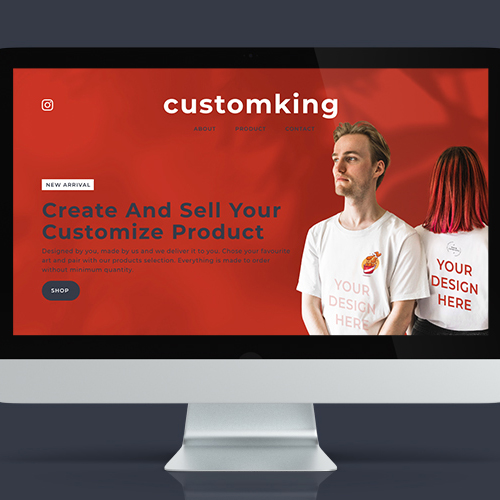 customking
ABOUT PRODUCT CONTACT
NEW ARRIVAL
Create And Sell Your
Customize Product
Designed by you, made by us and we deliver it to you. Chose your favourite
art and pair with our products selection. Everything is made to order
without minimum quantity.
SHOP
YOUR
DESIGN
HERE
YOUR
DESIGN
HERE